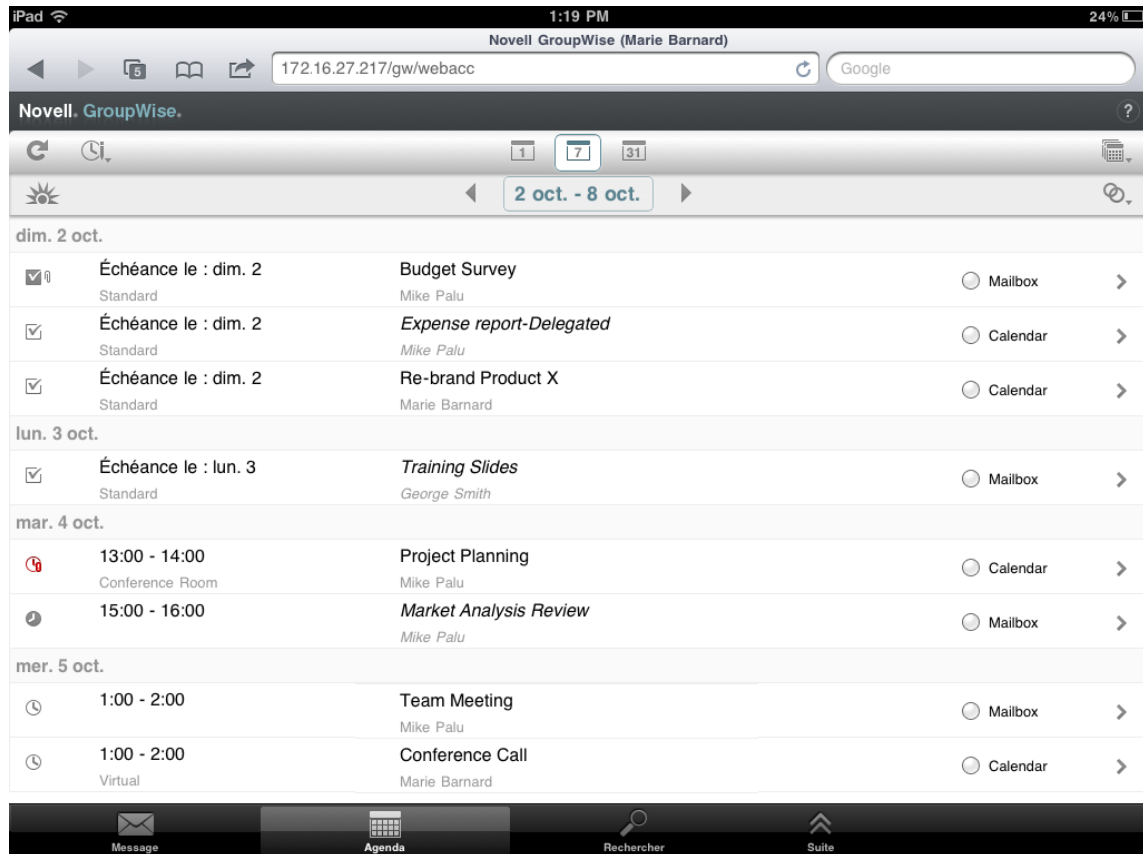 iPad 1:19 PM 24%
Novell GroupWise (Marie Barnard)
5 172.16.27.217/gw/webacc Google
Novell. GroupWise. ?
1 7 31
2 oct. - 8 oct.
dim. 2 oct.
Échéance le : dim. 2 Budget Survey Mailbox
Standard Mike Palu
Échéance le : dim. 2 Expense report-Delegated Calendar
Standard Mike Palu
Échéance le : dim. 2 Re-brand Product X Calendar
Standard Marie Barnard
lun. 3 oct.
Échéance le : lun. 3 Training Slides Mailbox
Standard George Smith
mar. 4 oct.
13:00 - 14:00 Project Planning Calendar
Conference Room Mike Palu
15:00 - 16:00 Market Analysis Review Mailbox
Mike Palu
mer. 5 oct.
1:00 - 2:00 Team Meeting Mailbox
Mike Palu
1:00 - 2:00 Conference Call Calendar
Virtual Marie Barnard
Message Agenda Rechercher Suite